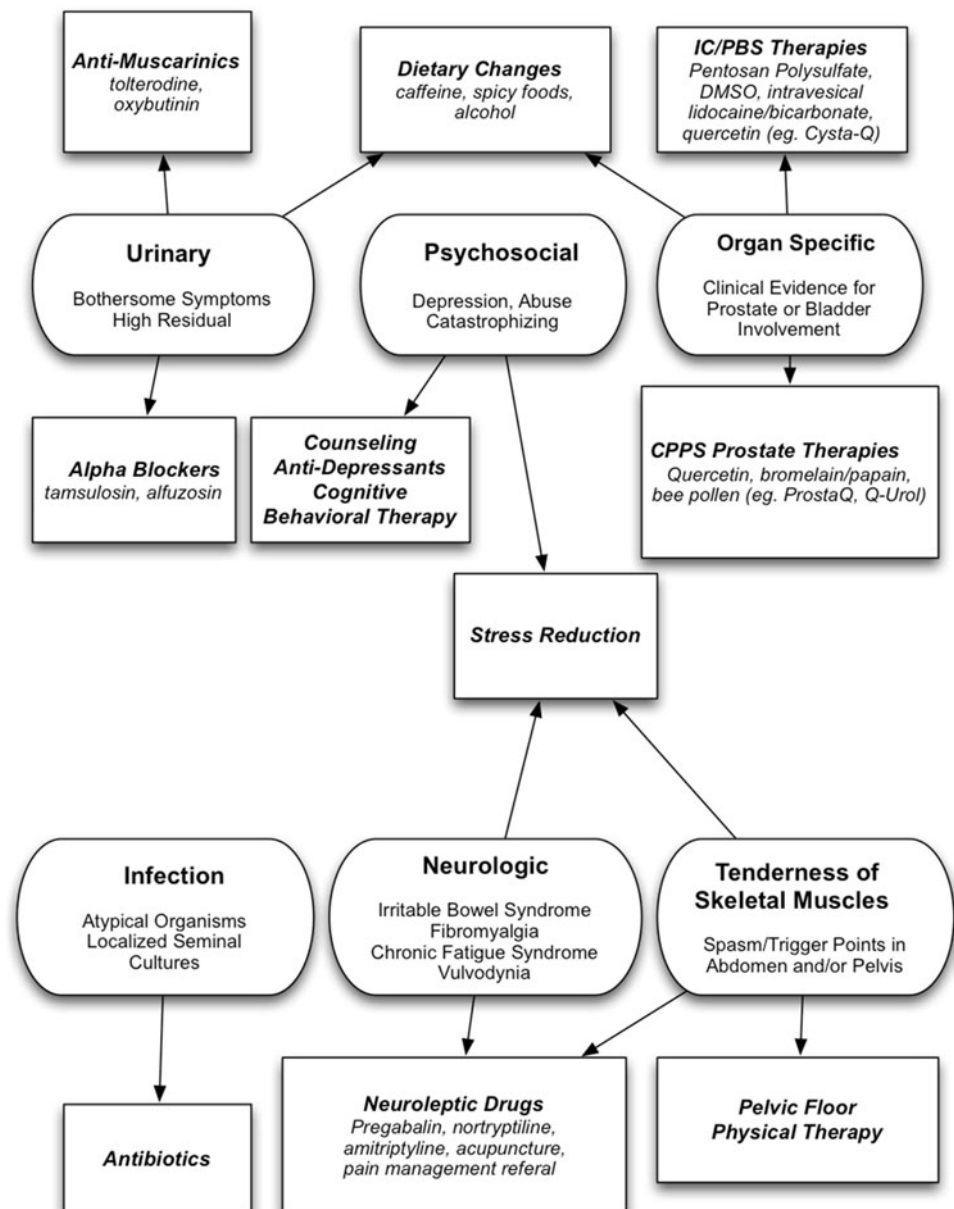 Anti-Muscarinics
tolterodine,
oxybutinin
Dietary Changes
caffeine, spicy foods,
alcohol
IC/PBS Therapies
Pentosan Polysulfate,
DMSO, intravesical
lidocaine/bicarbonate,
quercetin (eg. Cysta-Q)
Urinary
Bothersome Symptoms
High Residual
Psychosocial
Depression, Abuse
Catastrophizing
Organ Specific
Clinical Evidence for
Prostate or Bladder
Involvement
Alpha Blockers
tamsulosin, alfuzosin
Counseling
Anti-Depressants
Cognitive
Behavioral Therapy
CPPS Prostate Therapies
Quercetin, bromelain/papain,
bee pollen (eg. ProstaQ, Q-Urol)
Stress Reduction
Infection
Atypical Organisms
Localized Seminal
Cultures
Neurologic
Irritable Bowel Syndrome
Fibromyalgia
Chronic Fatigue Syndrome
Vulvodynia
Tenderness of
Skeletal Muscles
Spasm/Trigger Points in
Abdomen and/or Pelvis
Antibiotics
Neuroleptic Drugs
Pregabalin, nortryptiline,
amitriptyline, acupuncture,
pain management referal
Pelvic Floor
Physical Therapy